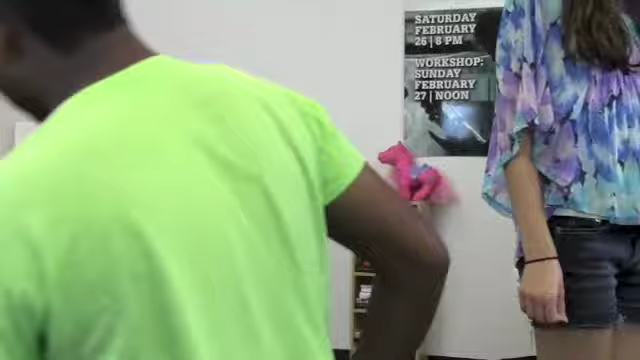 SATURDAY
FEBRUARY
26 | 8 PM
WORKSHOP:
SUNDAY
FEBRUARY
27 | NOON